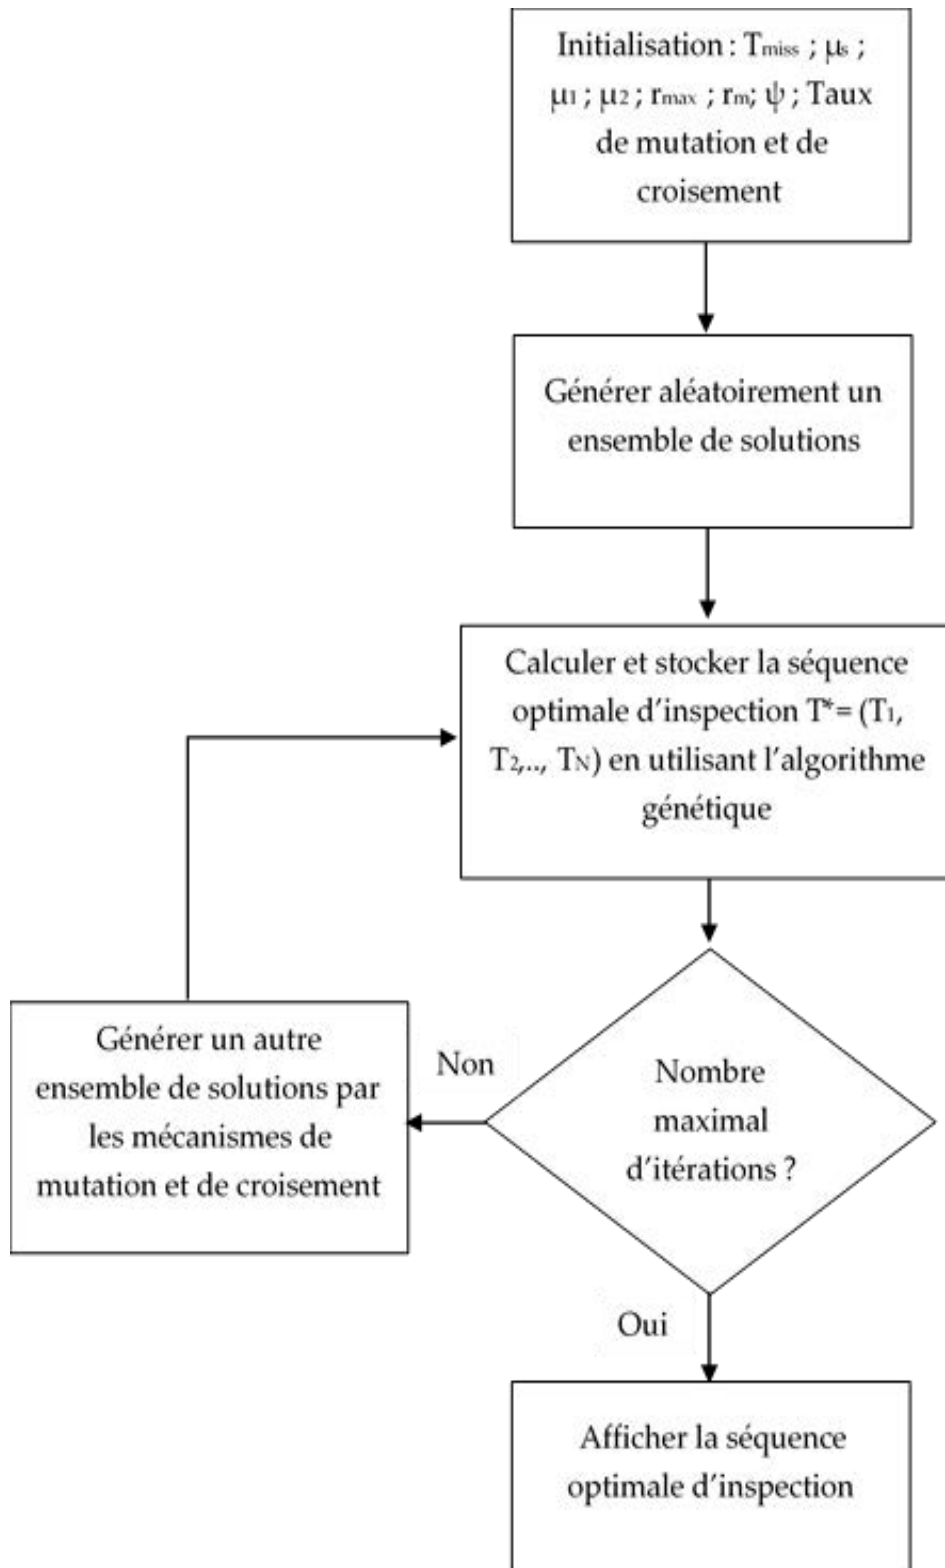 Initialisation : Tmiss ; μs ;
μ1 ; μ2 ; rmax ; rm; ψ ; Taux
de mutation et de
croisement
Générer aléatoirement un
ensemble de solutions
Calculer et stocker la séquence
optimale d'inspection T*= (T1,
T2,.., TN) en utilisant l'algorithme
génétique
Nombre
maximal
d'itérations ?
Non
Générer un autre
ensemble de solutions par
les mécanismes de
mutation et de croisement
Oui
Afficher la séquence
optimale d'inspection